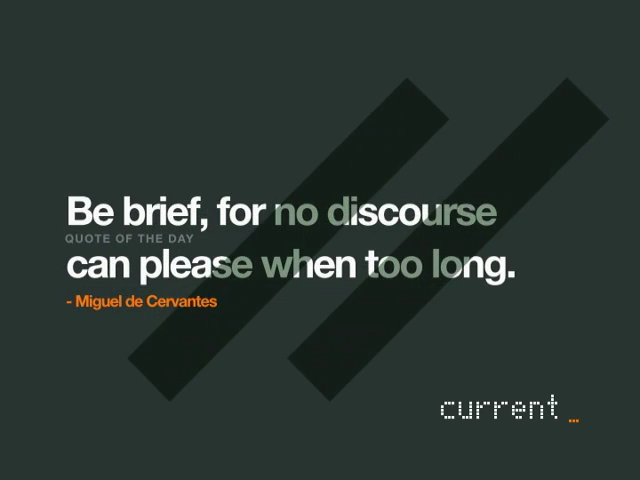 Be brief, for no discourse
QUOTE OF THE DAY
can please when too long.
- Miguel de Cervantes
current